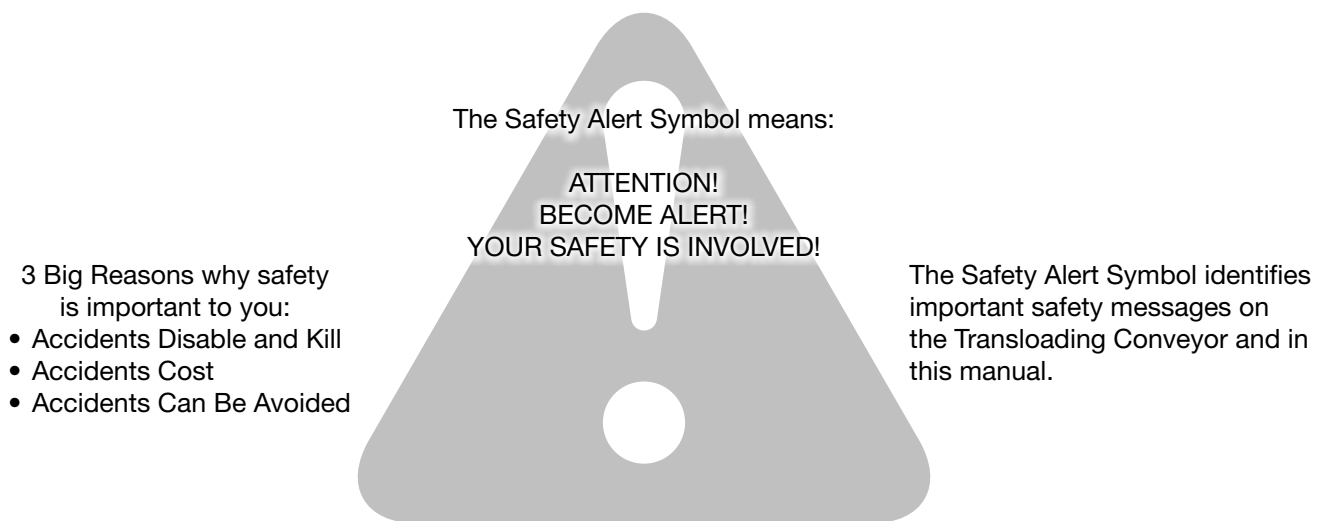 The Safety Alert Symbol means:
ATTENTION!
BECOME ALERT!
YOUR SAFETY IS INVOLVED!
3 Big Reasons why safety
is important to you:
• Accidents Disable and Kill
• Accidents Cost
• Accidents Can Be Avoided
The Safety Alert Symbol identifies
important safety messages on
the Transloading Conveyor and in
this manual.